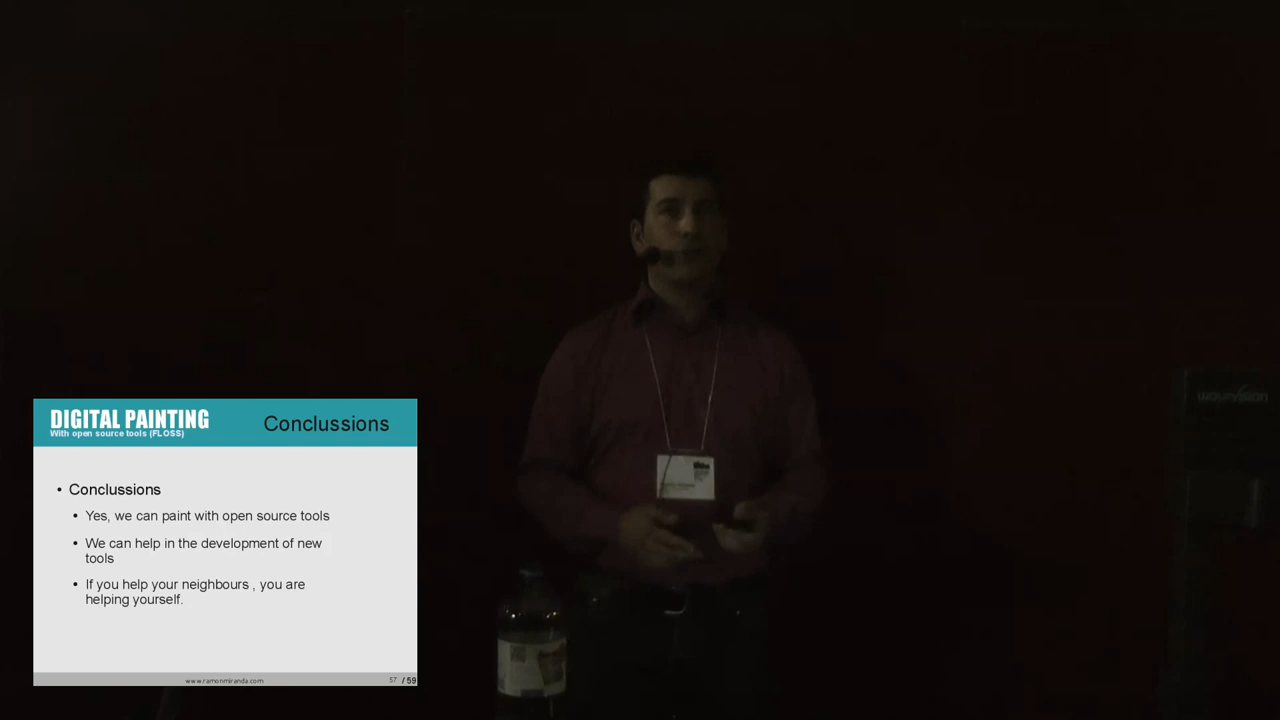 DIGITAL PAINTING
With open source tools (FLOSS)
Conclussions
• Conclussions
• Yes, we can paint with open source tools
• We can help in the development of new
tools
• If you help your neighbours , you are
helping yourself.
www.ramonmiranda.com
57 / 59